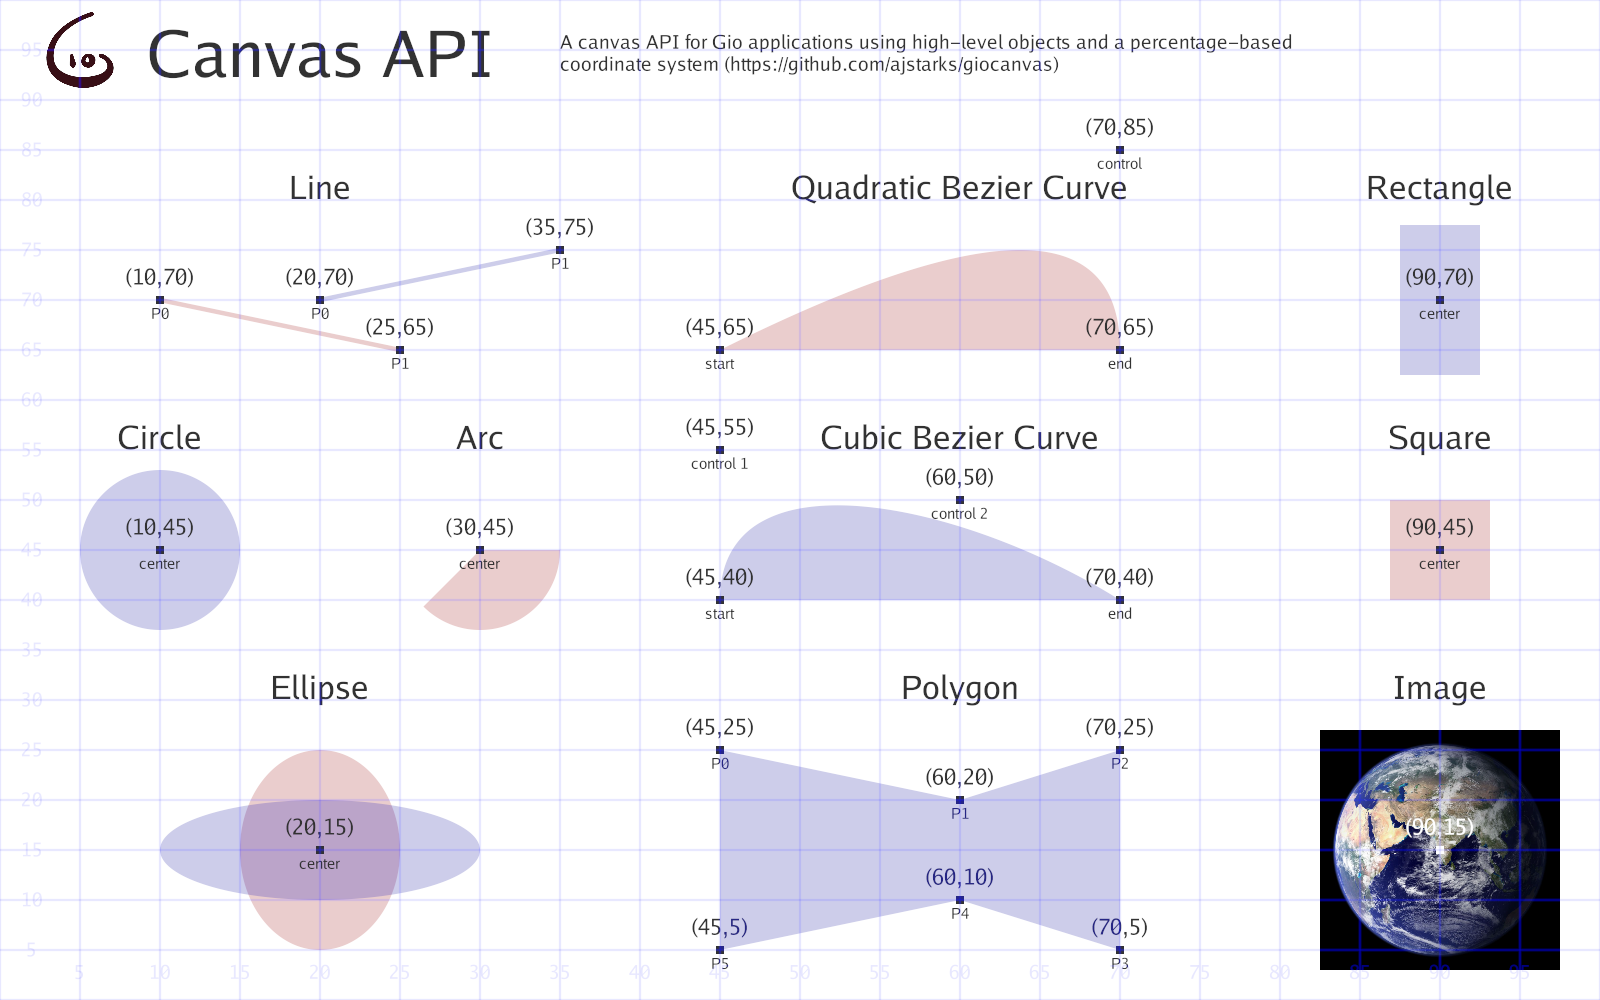 Gio
Canvas API
A canvas API for Gio applications using high-level objects and a percentage-based
coordinate system (https://github.com/ajstarks/giocanvas)
95
90
85
80
75
70
65
60
55
50
45
40
35
30
25
20
15
10
5
(70,85)
control
Line
Quadratic Bezier Curve
Rectangle
(35,75)
P1
(10,70)
P0
(20,70)
P0
(90,70)
center
(25,65)
P1
(45,65)
start
(70,65)
end
Circle
Arc
(45,55)
control 1
Cubic Bezier Curve
Square
(60,50)
control 2
(10,45)
center
(30,45)
center
(90,45)
center
(45,40)
start
(70,40)
end
Ellipse
Polygon
Image
(45,25)
P0
(70,25)
P2
(60,20)
P1
(20,15)
center
(90,15)
(60,10)
P4
(45,5)
P5
(70,5)
P3
5 10 15 20 25 30 35 40 45 50 55 60 65 70 75 80 85 90 95